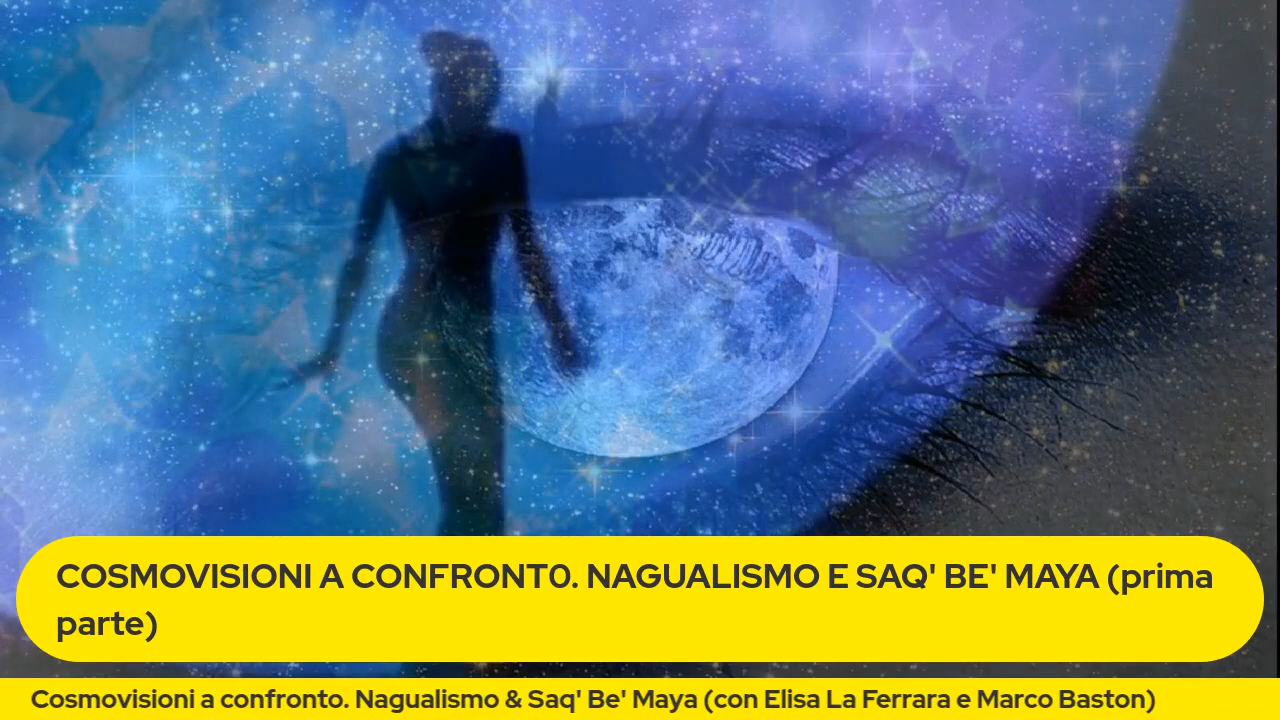 COSMOVISIONI A CONFRONT0. NAGUALISMO E SAQ' BE' MAYA (prima
parte)
Cosmovisioni a confronto. Nagualismo & Saq' Be' Maya (con Elisa La Ferrara e Marco Baston)